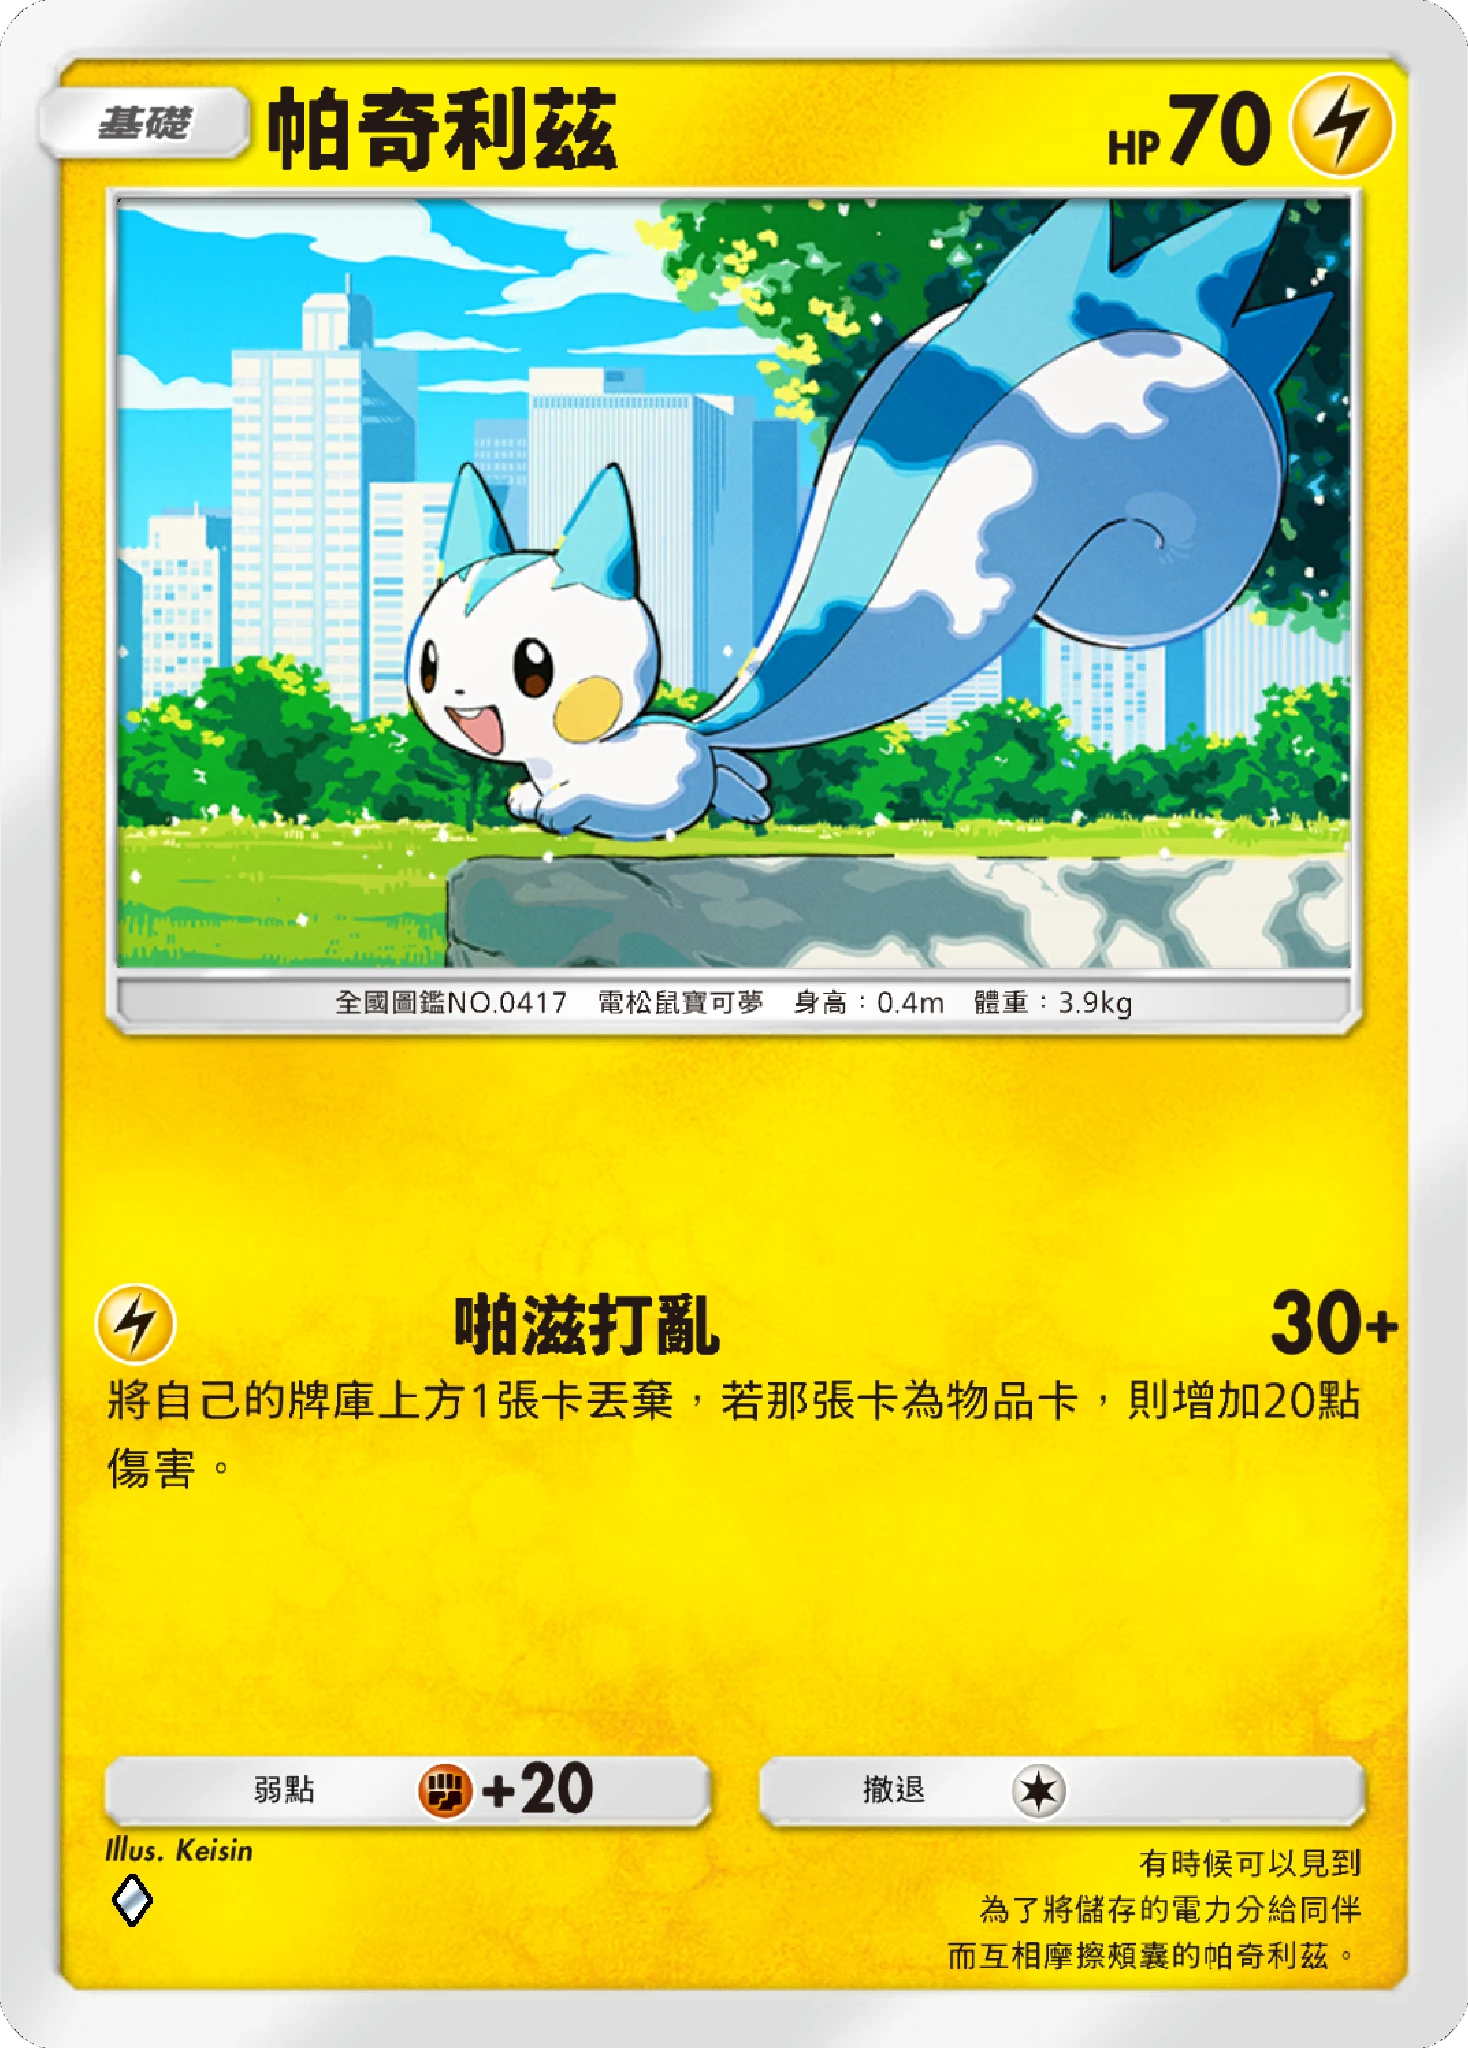 基礎 帕奇利茲 HP70
全國圖鑑NO.0417 電松鼠寶可夢 身高：0.4m 體重：3.9kg
啪滋打亂 30+
將自己的牌庫上方1張卡丟棄，若那張卡為物品卡，則增加20點
傷害。
弱點 +20 撤退
Illus. Keisin
有時候可以見到
為了將儲存的電力分給同伴
而互相摩擦頰囊的帕奇利茲。